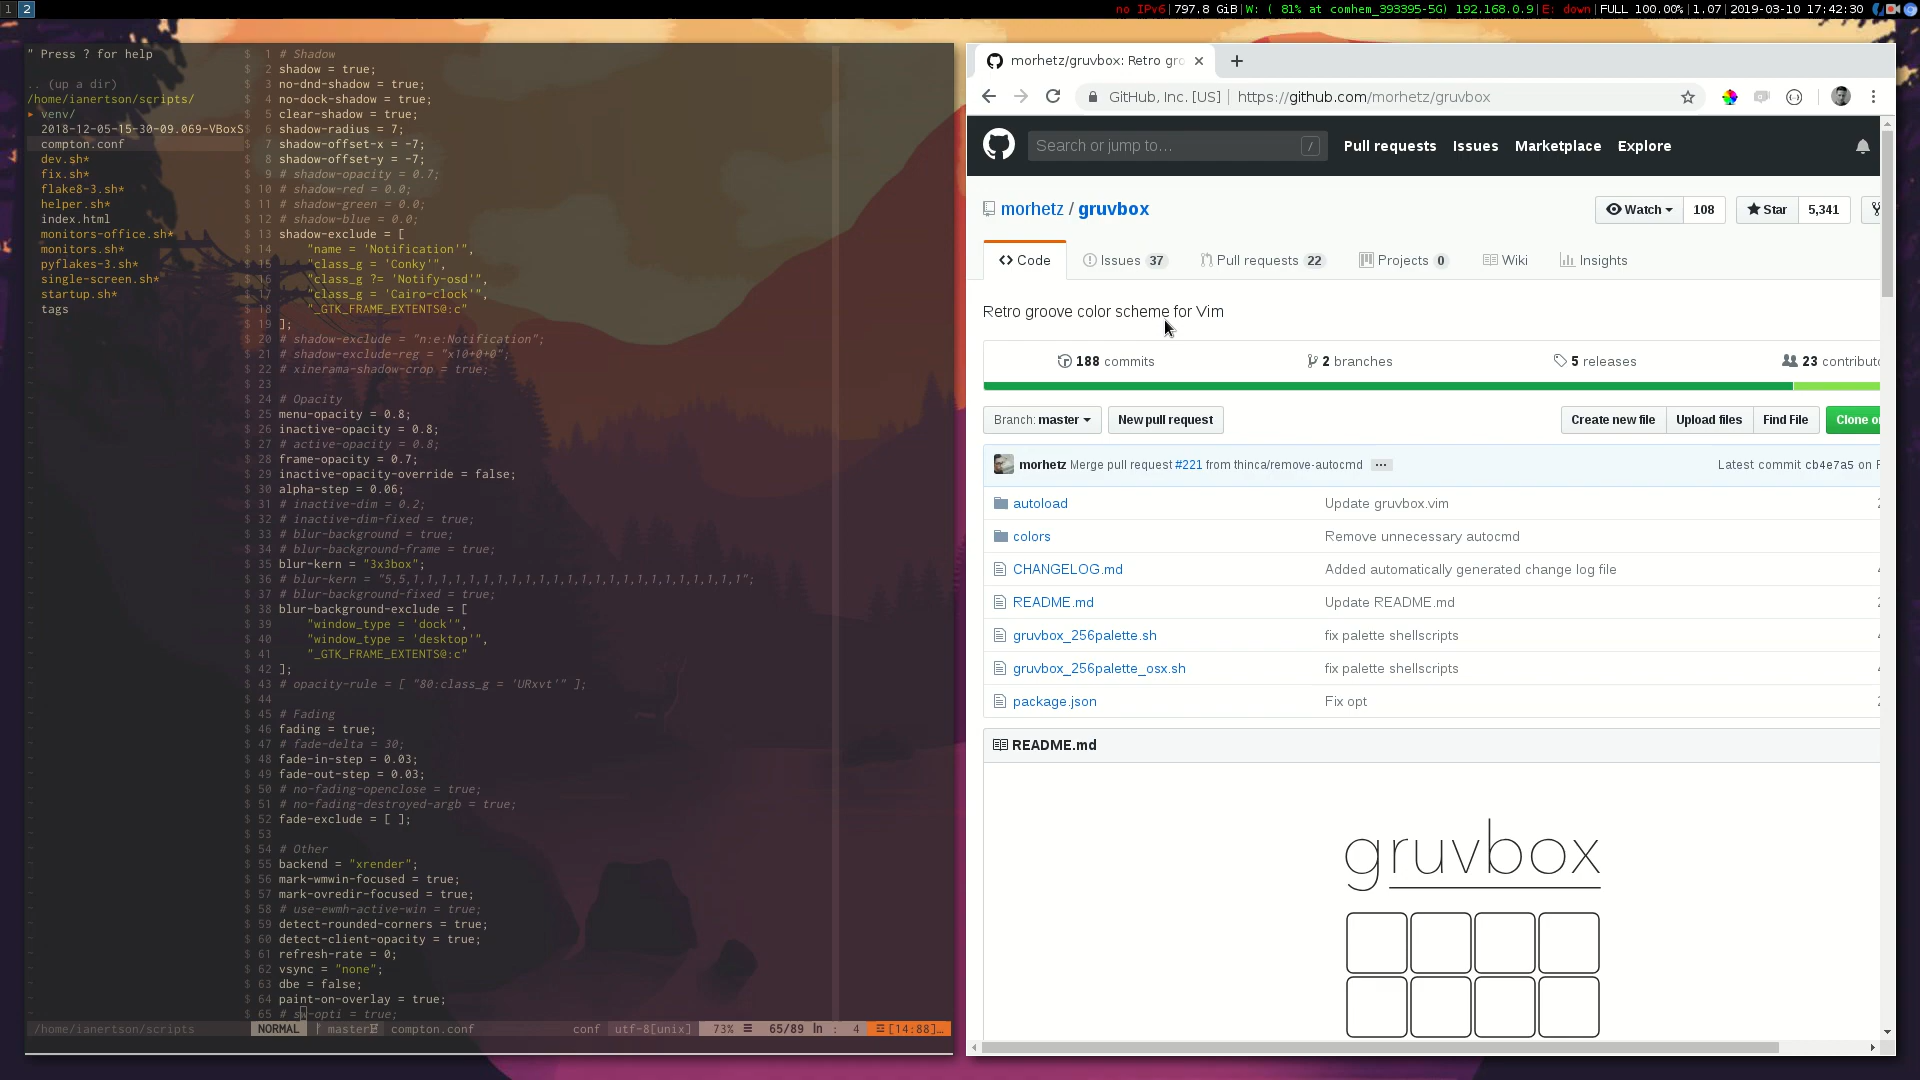 1 2
no IPv6|797.8 GiB|W: ( 81% at comhem_393395-5G) 192.168.0.9|E: down|FULL 100.00%|1.07|2019-03-10 17:42:30
" Press ? for help
.. (up a dir)
/home/ianertson/scripts/
▸ venv/
2018-12-05-15-30-09.069-VBoxS
compton.conf
dev.sh*
fix.sh*
flake8-3.sh*
helper.sh*
index.html
monitors-office.sh*
monitors.sh*
pyflakes-3.sh*
single-screen.sh*
startup.sh*
tags
/home/ianertson/scripts
$ 1 # Shadow
$ 2 shadow = true;
$ 3 no-dnd-shadow = true;
$ 4 no-dock-shadow = true;
$ 5 clear-shadow = true;
$ 6 shadow-radius = 7;
$ 7 shadow-offset-x = -7;
$ 8 shadow-offset-y = -7;
$ 9 # shadow-opacity = 0.7;
$ 10 # shadow-red = 0.0;
$ 11 # shadow-green = 0.0;
$ 12 # shadow-blue = 0.0;
$ 13 shadow-exclude = [
$ 14 "name = 'Notification'",
$ 15 "class_g = 'Conky'",
$ 16 "class_g ?= 'Notify-osd'",
$ 17 "class_g = 'Cairo-clock'",
$ 18 "_GTK_FRAME_EXTENTS@:c"
$ 19 ];
$ 20 # shadow-exclude = "n:e:Notification";
$ 21 # shadow-exclude-reg = "x10+0+0";
$ 22 # xinerama-shadow-crop = true;
$ 23
$ 24 # Opacity
$ 25 menu-opacity = 0.8;
$ 26 inactive-opacity = 0.8;
$ 27 # active-opacity = 0.8;
$ 28 frame-opacity = 0.7;
$ 29 inactive-opacity-override = false;
$ 30 alpha-step = 0.06;
$ 31 # inactive-dim = 0.2;
$ 32 # inactive-dim-fixed = true;
$ 33 # blur-background = true;
$ 34 # blur-background-frame = true;
$ 35 blur-kern = "3x3box";
$ 36 # blur-kern = "5,5,1,1,1,1,1,1,1,1,1,1,1,1,1,1,1,1,1,1,1,1,1,1,1,1";
$ 37 # blur-background-fixed = true;
$ 38 blur-background-exclude = [
$ 39 "window_type = 'dock'",
$ 40 "window_type = 'desktop'",
$ 41 "_GTK_FRAME_EXTENTS@:c"
$ 42 ];
$ 43 # opacity-rule = [ "80:class_g = 'URxvt'" ];
$ 44
$ 45 # Fading
$ 46 fading = true;
$ 47 # fade-delta = 30;
$ 48 fade-in-step = 0.03;
$ 49 fade-out-step = 0.03;
$ 50 # no-fading-openclose = true;
$ 51 # no-fading-destroyed-argb = true;
$ 52 fade-exclude = [ ];
$ 53
$ 54 # Other
$ 55 backend = "xrender";
$ 56 mark-wmwin-focused = true;
$ 57 mark-ovredir-focused = true;
$ 58 # use-ewmh-active-win = true;
$ 59 detect-rounded-corners = true;
$ 60 detect-client-opacity = true;
$ 61 refresh-rate = 0;
$ 62 vsync = "none";
$ 63 dbe = false;
$ 64 paint-on-overlay = true;
$ 65 # sw-opti = true;
NORMAL master compton.conf conf utf-8[unix] 73% ☰ 65/89 ln : 4 [14:88]…
morhetz/gruvbox: Retro gro
GitHub, Inc. [US] | https://github.com/morhetz/gruvbox
Search or jump to… / Pull requests Issues Marketplace Explore
morhetz / gruvbox Watch 108 Star 5,341
Code Issues 37 Pull requests 22 Projects 0 Wiki Insights
Retro groove color scheme for Vim
188 commits 2 branches 5 releases 23 contributo
Branch: master New pull request Create new file Upload files Find File Clone o
morhetz Merge pull request #221 from thinca/remove-autocmd … Latest commit cb4e7a5 on F
autoload Update gruvbox.vim
colors Remove unnecessary autocmd
CHANGELOG.md Added automatically generated change log file
README.md Update README.md
gruvbox_256palette.sh fix palette shellscripts
gruvbox_256palette_osx.sh fix palette shellscripts
package.json Fix opt
README.md
gruvbox